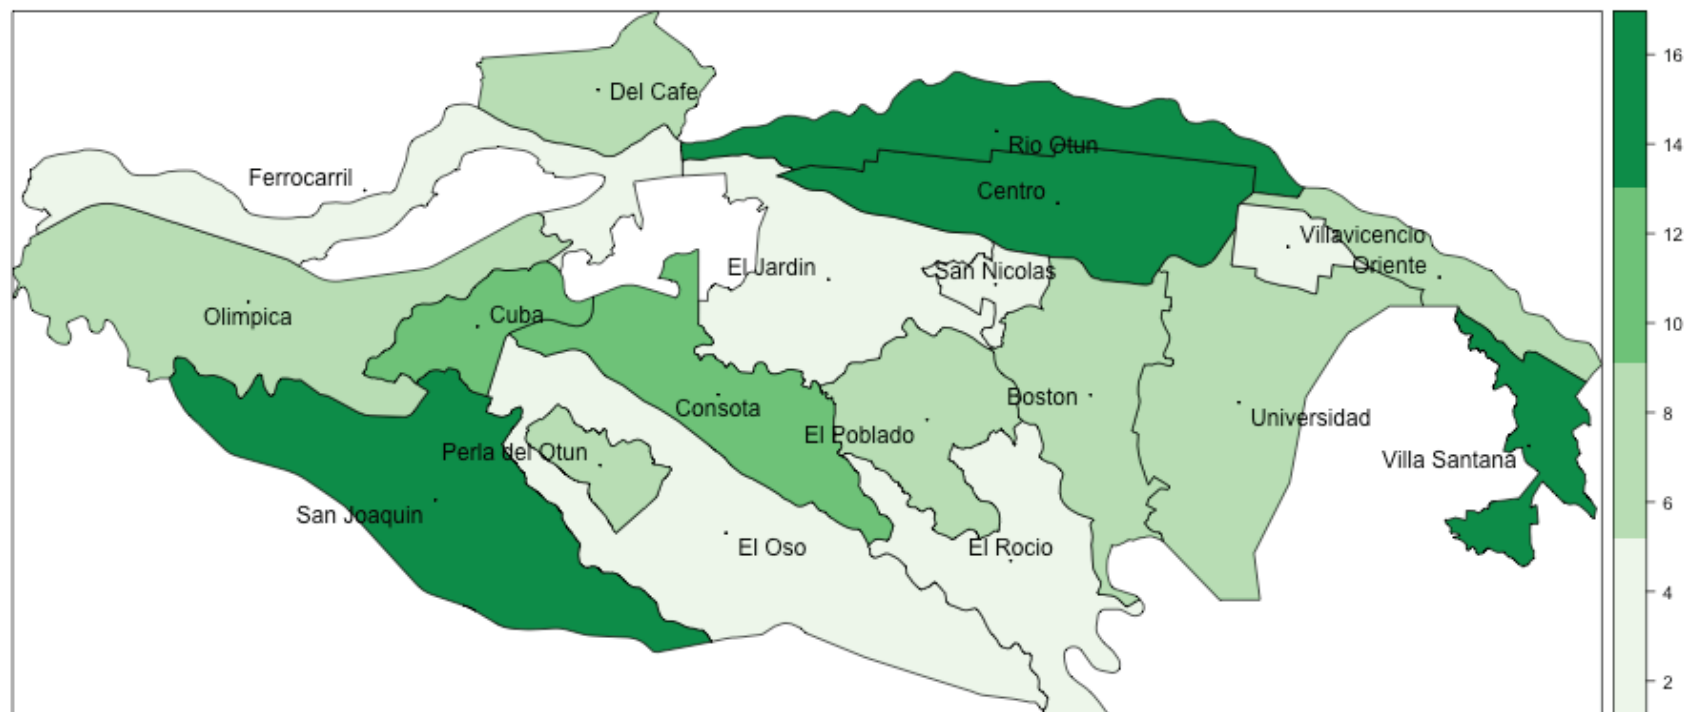 Del Cafe
Rio Otun
Ferrocarril
Centro
Villavicencio
El Jardin
San Nicolas
Oriente
Olimpica
Cuba
Consota
Boston
El Poblado
Universidad
Perla del Otun
Villa Santana
San Joaquin
El Oso
El Rocio
16
14
12
10
8
6
4
2